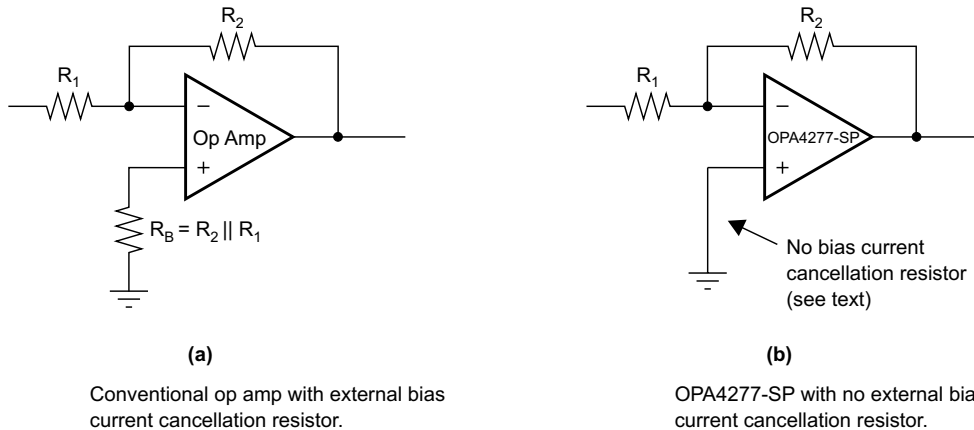 R2
R1
−
Op Amp
+
RB = R2 || R1
(a)
Conventional op amp with external bias
current cancellation resistor.
R2
R1
−
OPA4277-SP
+
No bias current
cancellation resistor
(see text)
(b)
OPA4277-SP with no external bia
current cancellation resistor.